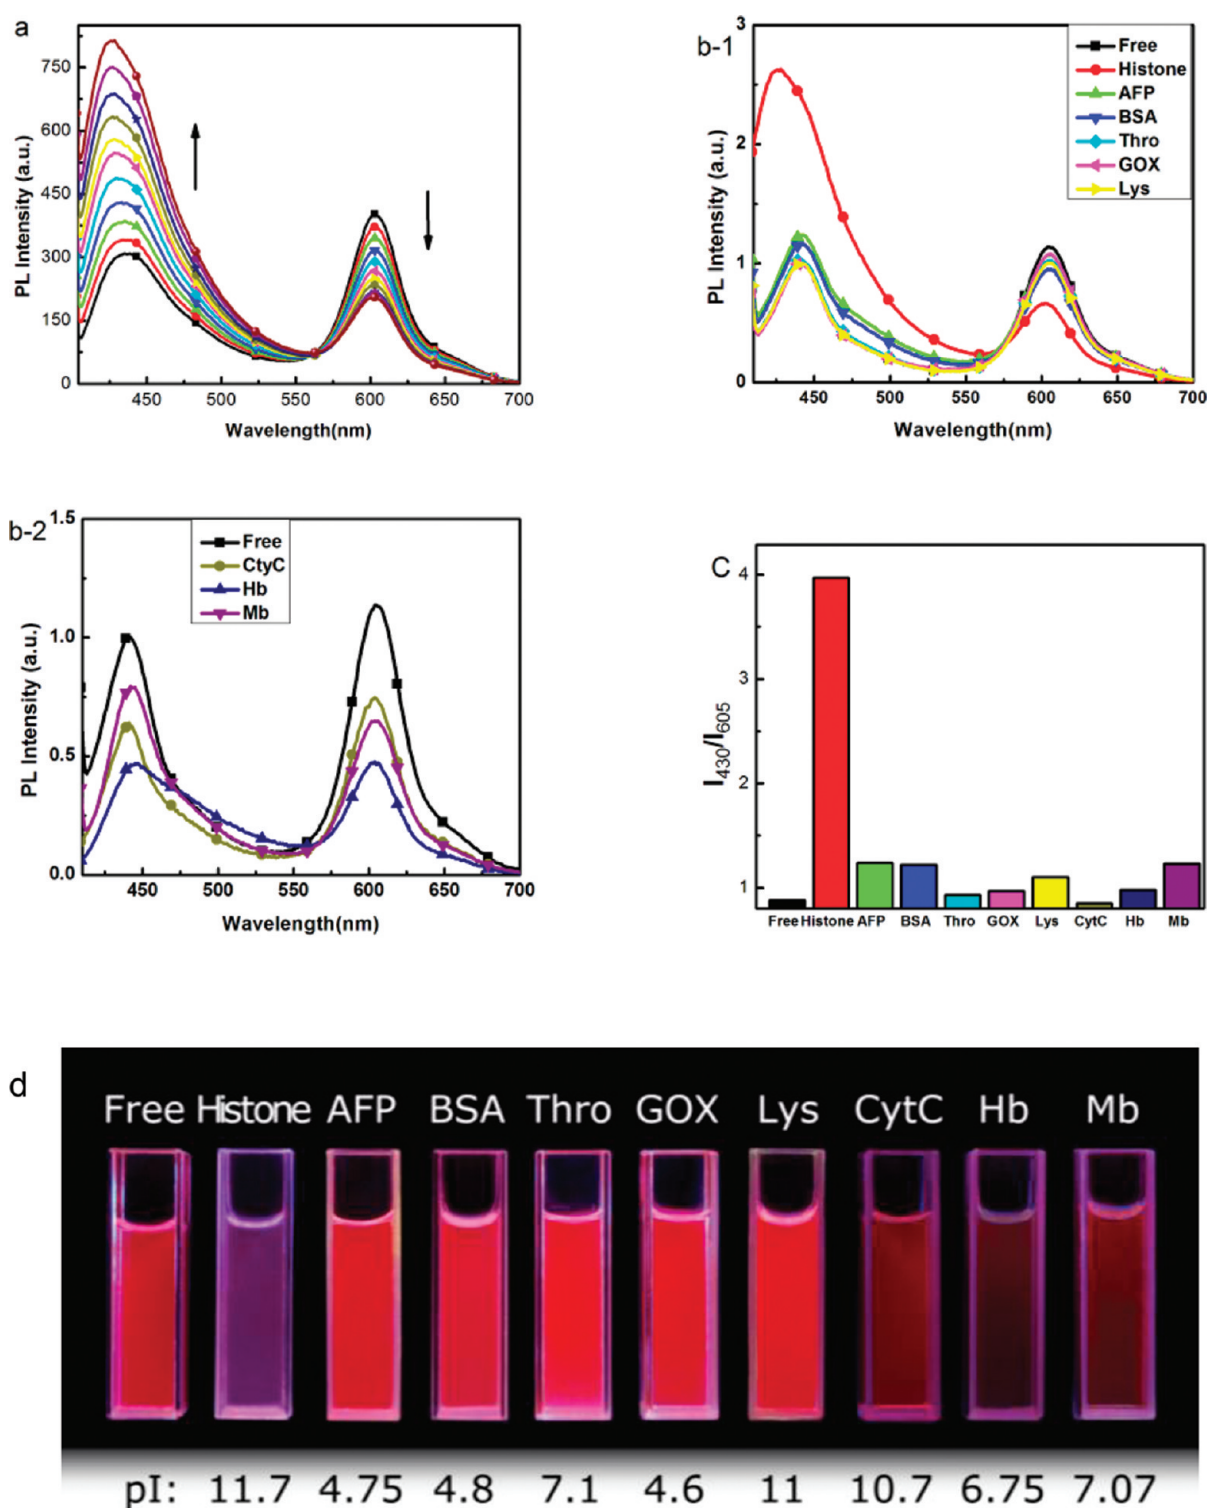 a
750
600
450
300
150
0
PL Intensity (a.u.)
450 500 550 600 650 700
Wavelength(nm)
b-1
3
2
1
0
PL Intensity (a.u.)
Free
Histone
AFP
BSA
Thro
GOX
Lys
450 500 550 600 650 700
Wavelength(nm)
b-2
1.5
1.0
0.5
0.0
PL Intensity (a.u.)
Free
CtyC
Hb
Mb
450 500 550 600 650 700
Wavelength(nm)
C
4
3
2
1
I430/I605
Free Histone AFP BSA Thro GOX Lys CytC Hb Mb
d
Free Histone AFP BSA Thro GOX Lys CytC Hb Mb
pI: 11.7 4.75 4.8 7.1 4.6 11 10.7 6.75 7.07